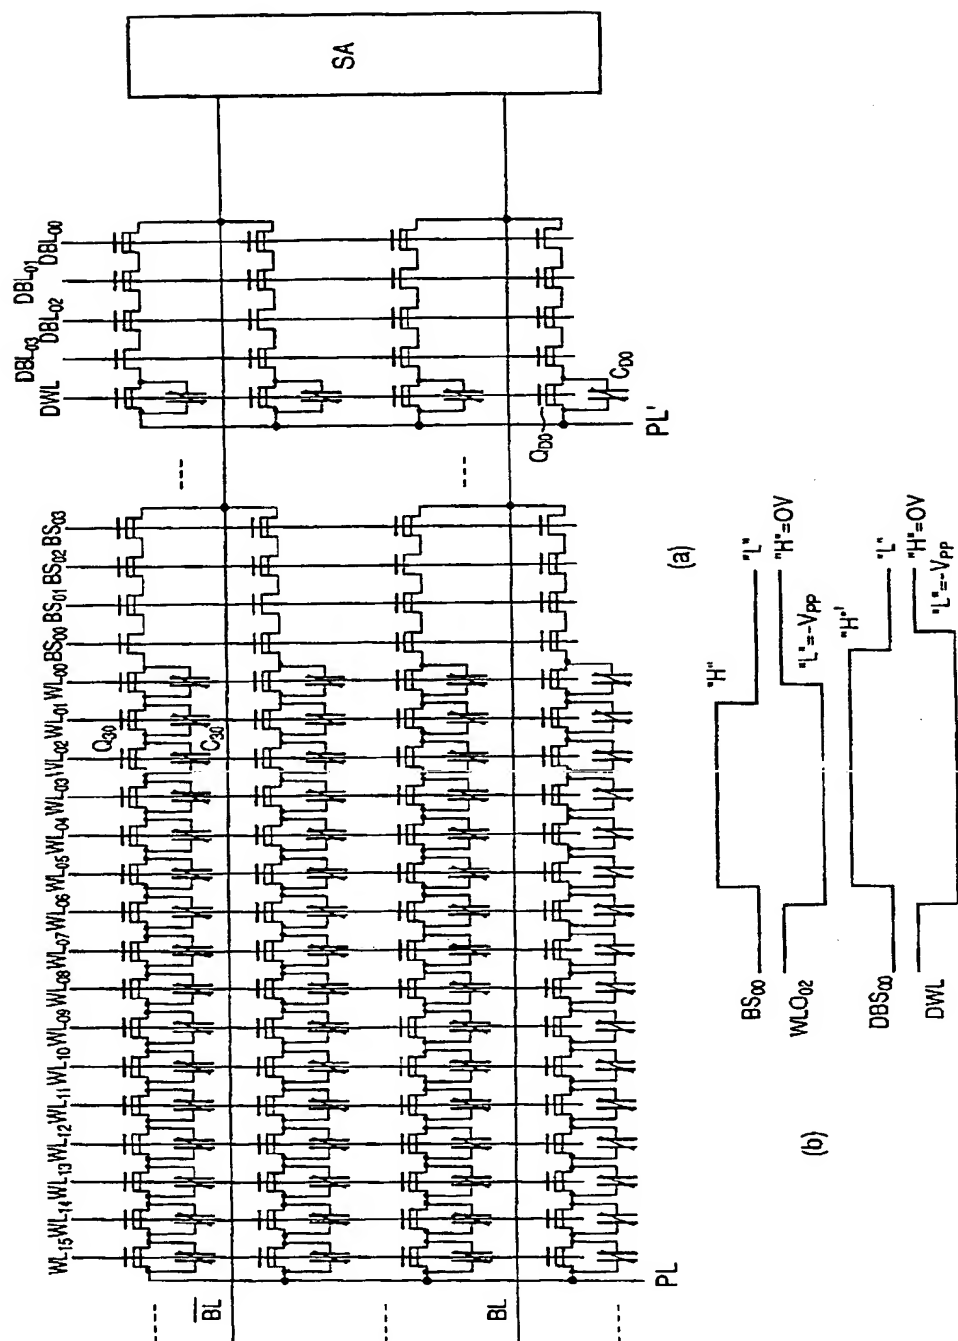 SA
DBL00
DBL01
DBL02
DBL03
DWL
CD0
QD0
PL'
BS03
BS02
BS01
BS00
WL00
WL01
WL02
WL03
WL04
WL05
WL06
WL07
WL08
WL09
WL10
WL11
WL12
WL13
WL14
WL15
Q30
C30
BL
BL
PL
(a)
BS00
"H"
"L"
WLO02
"H"=0V
"L"=-VPP
DBS00
"H"'
"L"
DWL
"H"=0V
"L"=-VPP
(b)